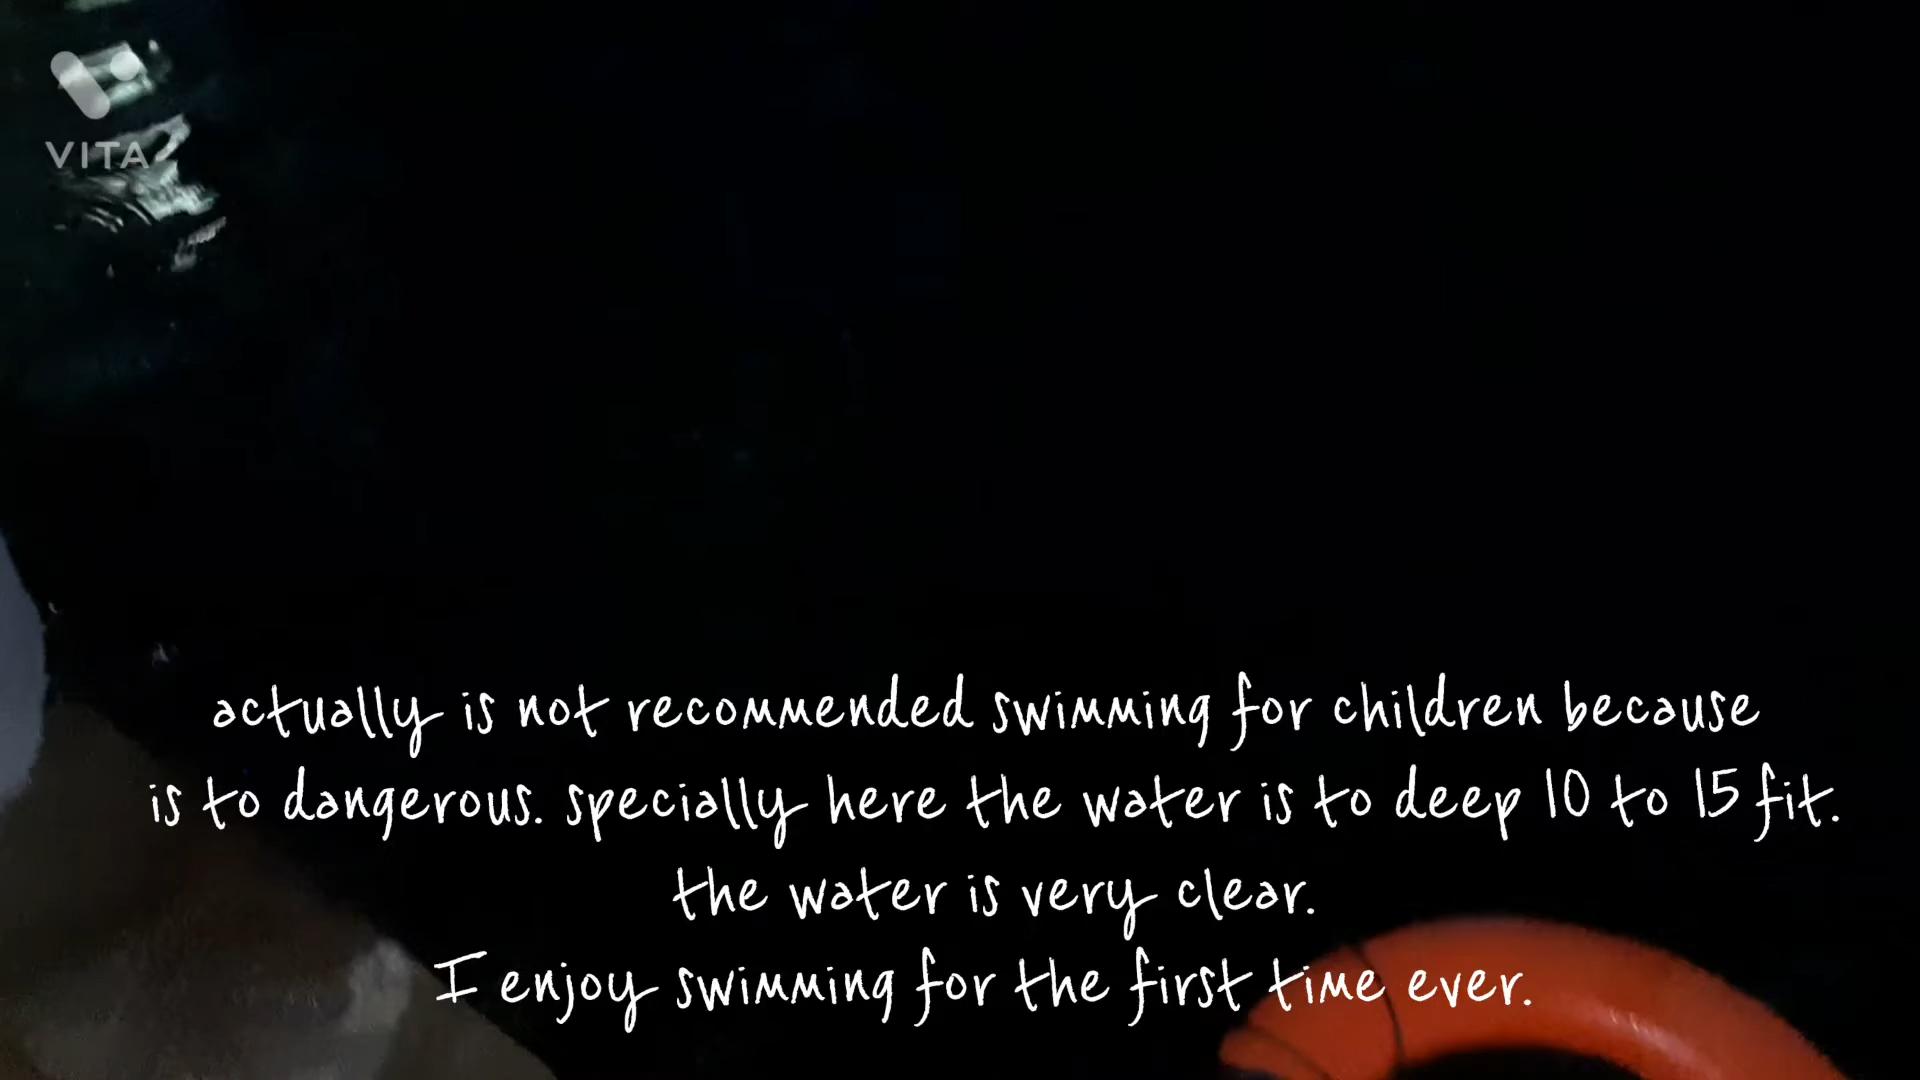 VITA
actually is not recommended swimming for children because
is to dangerous. specially here the water is to deep 10 to 15 fit.
the water is very clear.
I enjoy swimming for the first time ever.